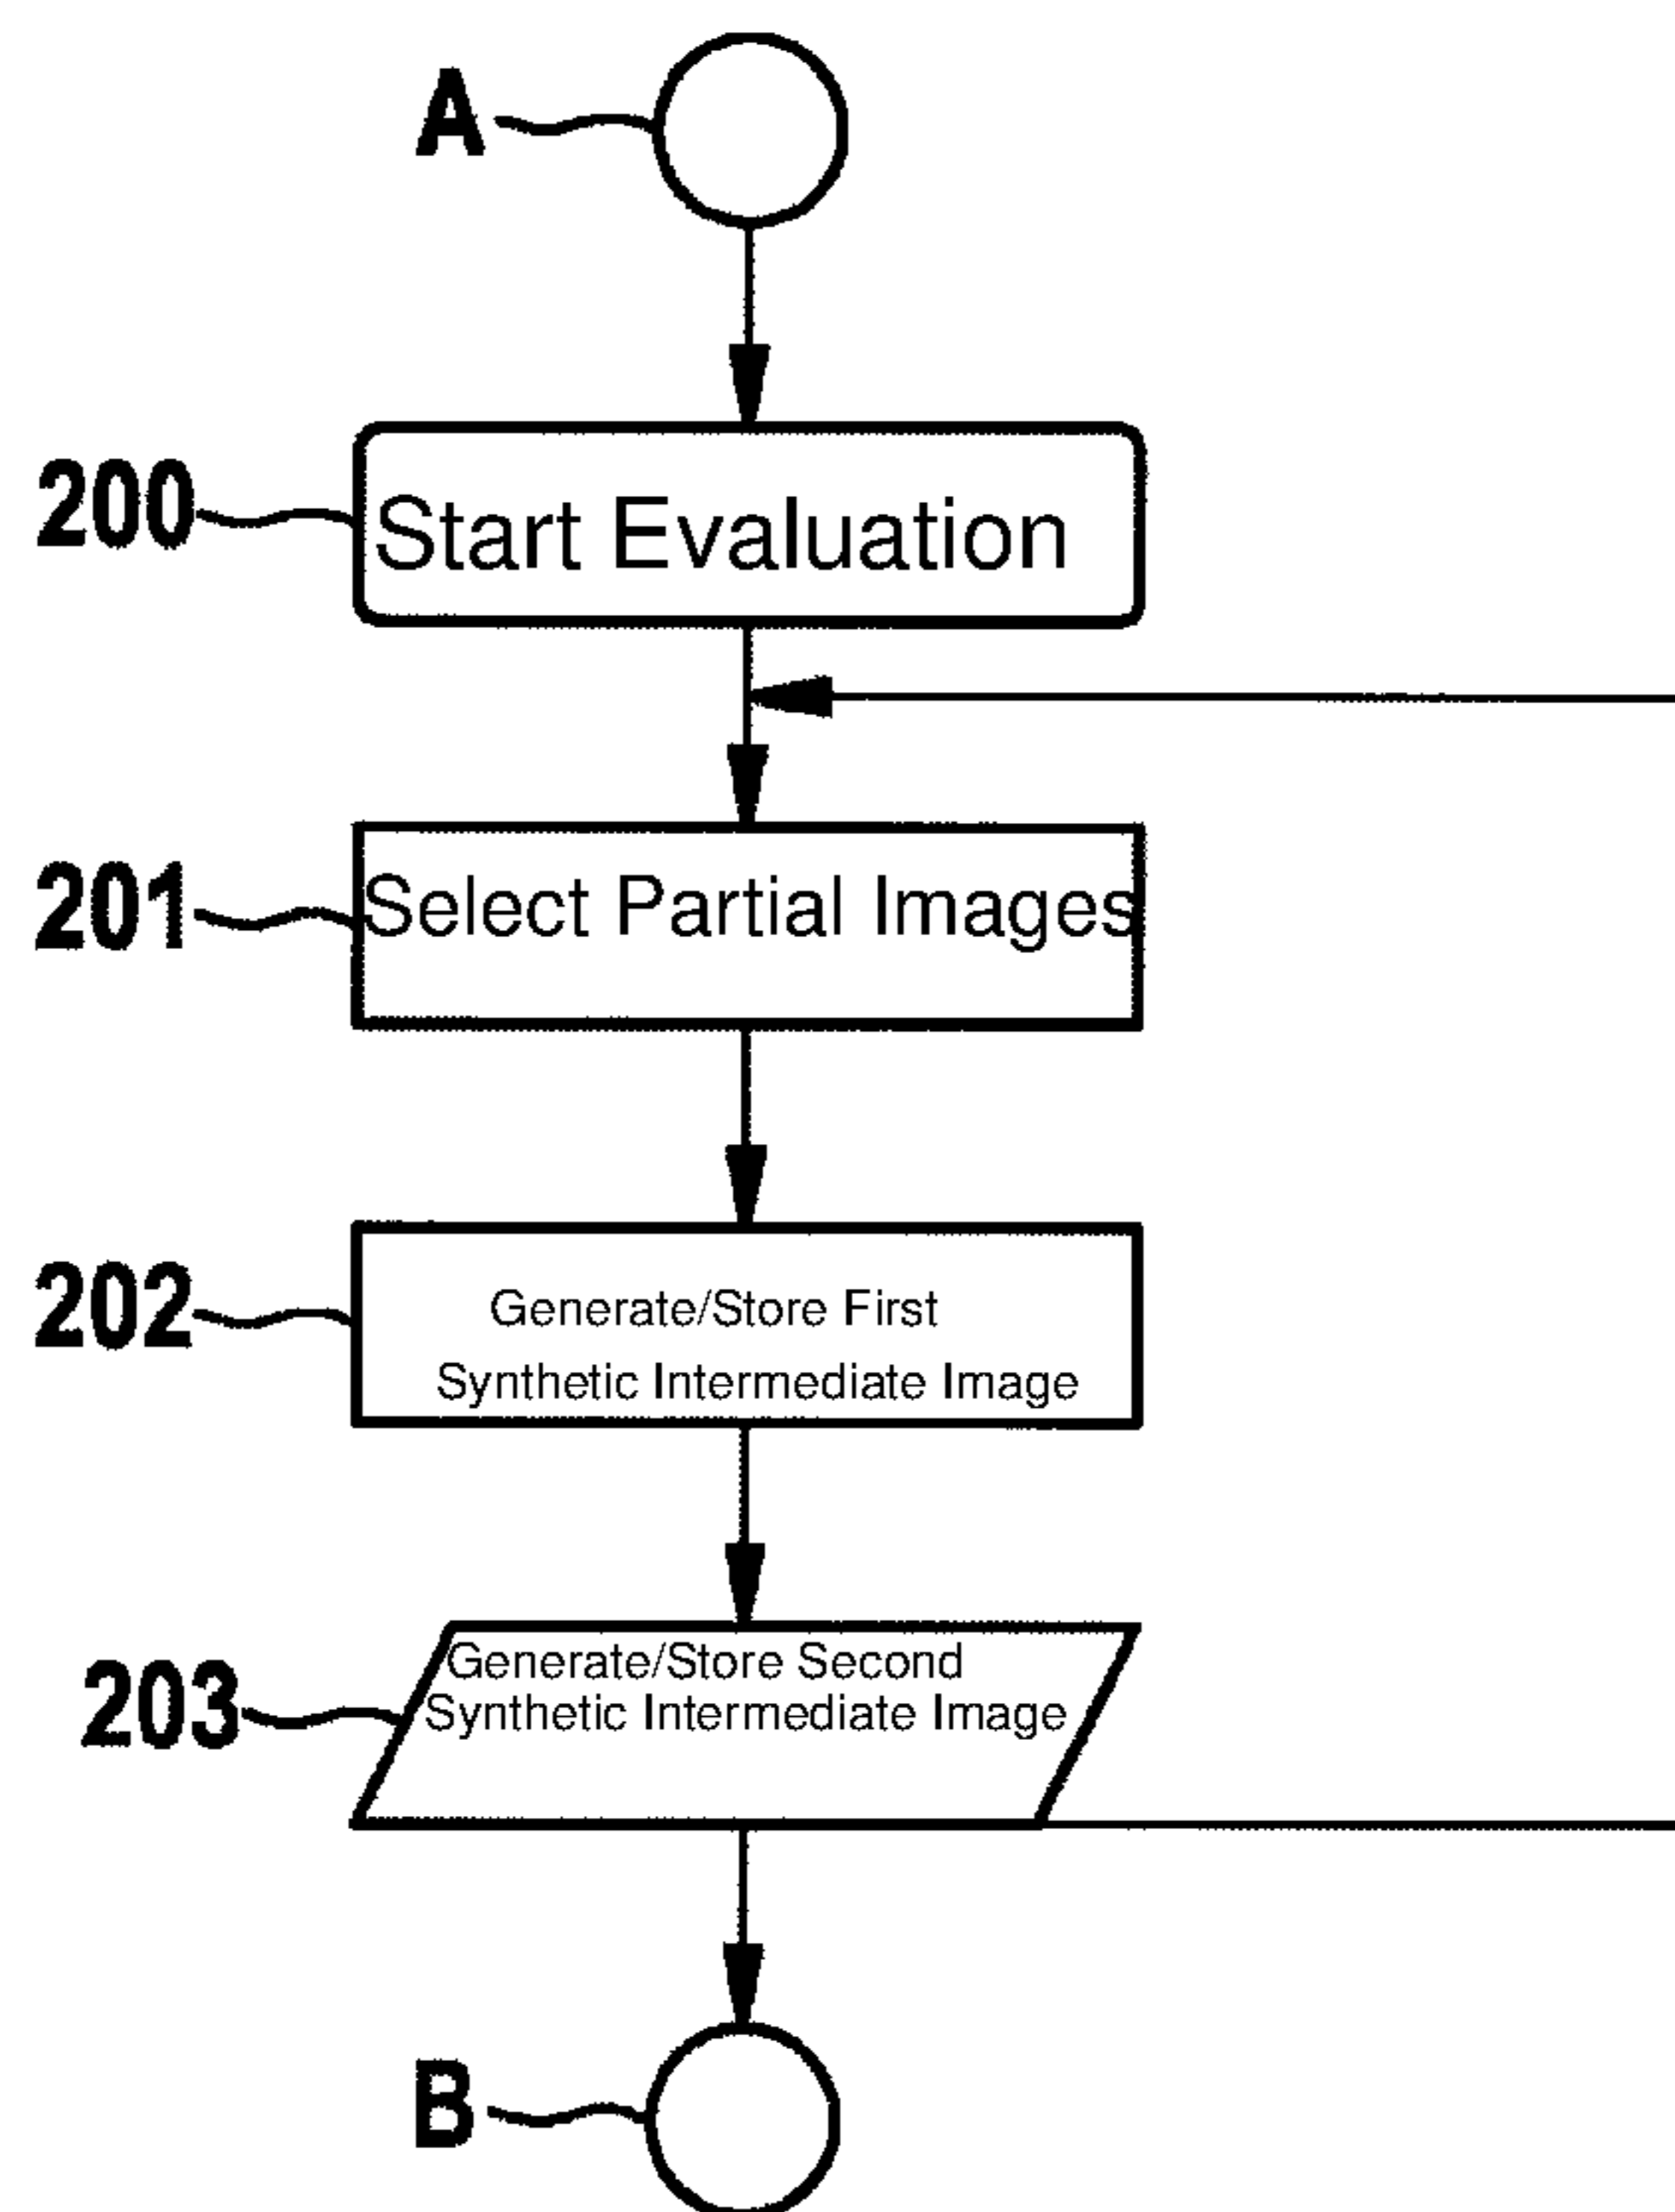 A
200
Start Evaluation
201
Select Partial Images
202
Generate/Store First
Synthetic Intermediate Image
203
Generate/Store Second
Synthetic Intermediate Image
B